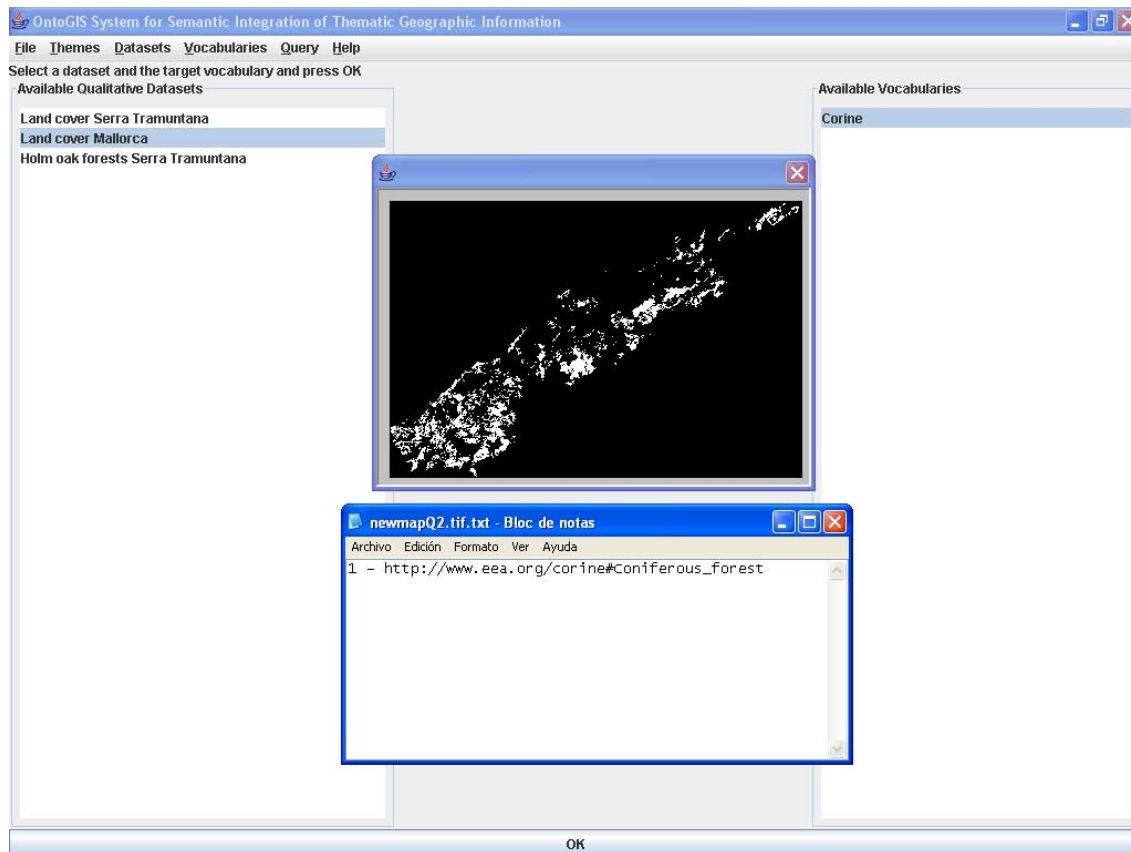 OntoGIS System for Semantic Integration of Thematic Geographic Information
File Themes Datasets Vocabularies Query Help
Select a dataset and the target vocabulary and press OK
Available Qualitative Datasets
Land cover Serra Tramuntana
Land cover Mallorca
Holm oak forests Serra Tramuntana
Available Vocabularies
Corine
newmapQ2.tif.txt - Bloc de notas
Archivo Edición Formato Ver Ayuda
1 - http://www.eea.org/corine#Coniferous_forest
OK